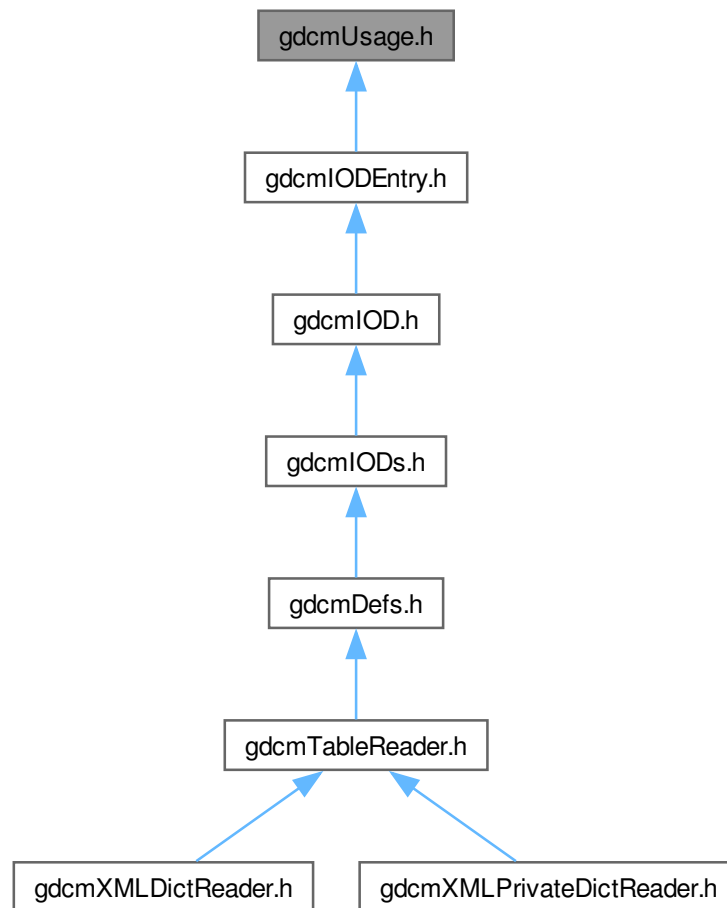 gdcmUsage.h
gdcmIODEntry.h
gdcmIOD.h
gdcmIODs.h
gdcmDefs.h
gdcmTableReader.h
gdcmXMLDictReader.h
gdcmXMLPrivateDictReader.h